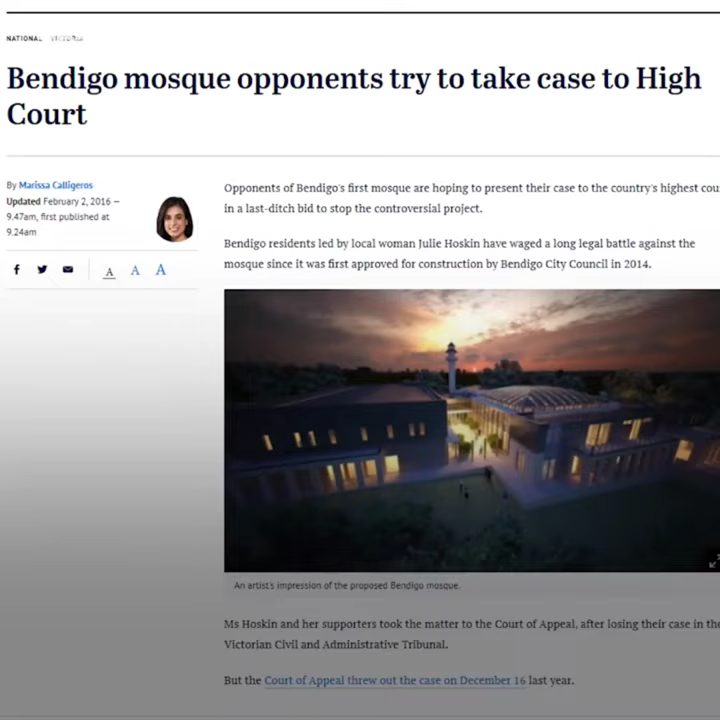 NATIONAL VICTORIA
Bendigo mosque opponents try to take case to High
Court
By Marissa Calligeros
Updated February 2, 2016 —
9.47am, first published at
9.24am
A A A
Opponents of Bendigo's first mosque are hoping to present their case to the country's highest cou
in a last-ditch bid to stop the controversial project.
Bendigo residents led by local woman Julie Hoskin have waged a long legal battle against the
mosque since it was first approved for construction by Bendigo City Council in 2014.
An artist's impression of the proposed Bendigo mosque.
Ms Hoskin and her supporters took the matter to the Court of Appeal, after losing their case in the
Victorian Civil and Administrative Tribunal.
But the Court of Appeal threw out the case on December 16 last year.